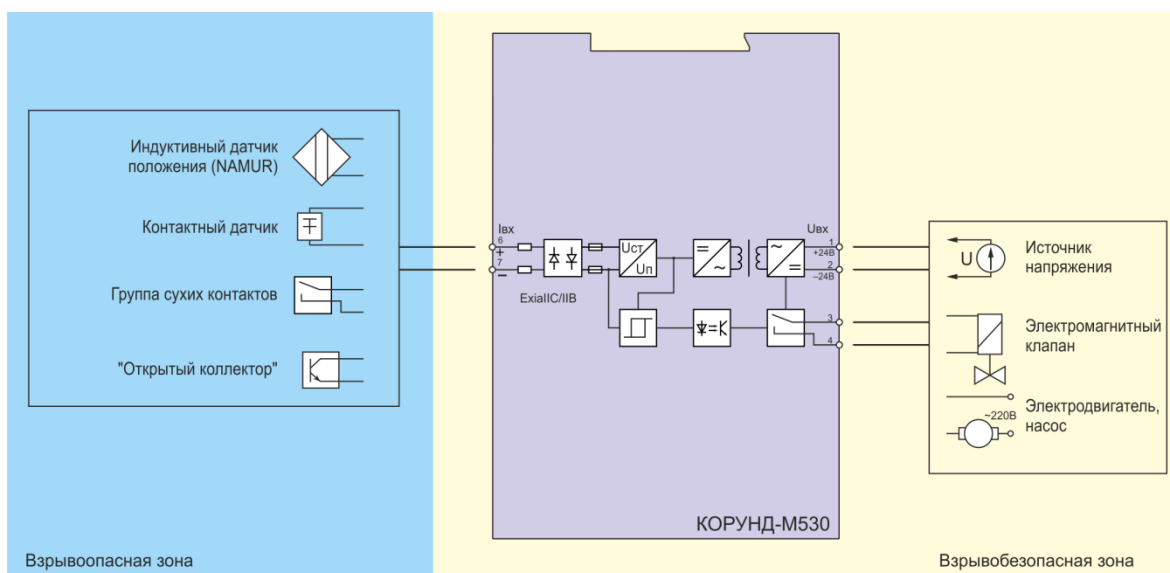 Индуктивный датчик
положения (NAMUR)
Контактный датчик
Группа сухих контактов
"Открытый коллектор"
Взрывоопасная зона
Iвх
6
+
7
−
ExiaIIC/IIB
Uст
Uп
=
~
~
=
=
Uвх
1
+24В
2
−24В
3
4
КОРУНД-М530
U
Источник
напряжения
Электромагнитный
клапан
~220В
Электродвигатель,
насос
Взрывобезопасная зона